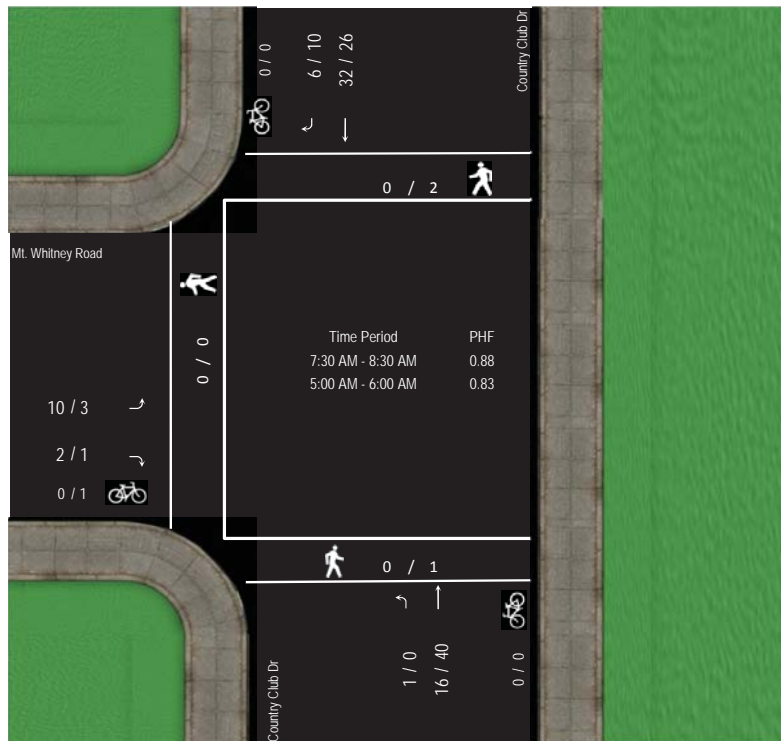 0 / 0
6 / 10
32 / 26
Country Club Dr
0 / 2
Mt. Whitney Road
0 / 0
Time Period PHF
7:30 AM - 8:30 AM 0.88
5:00 AM - 6:00 AM 0.83
10 / 3
2 / 1
0 / 1
0 / 1
Country Club Dr
1 / 0
16 / 40
0 / 0